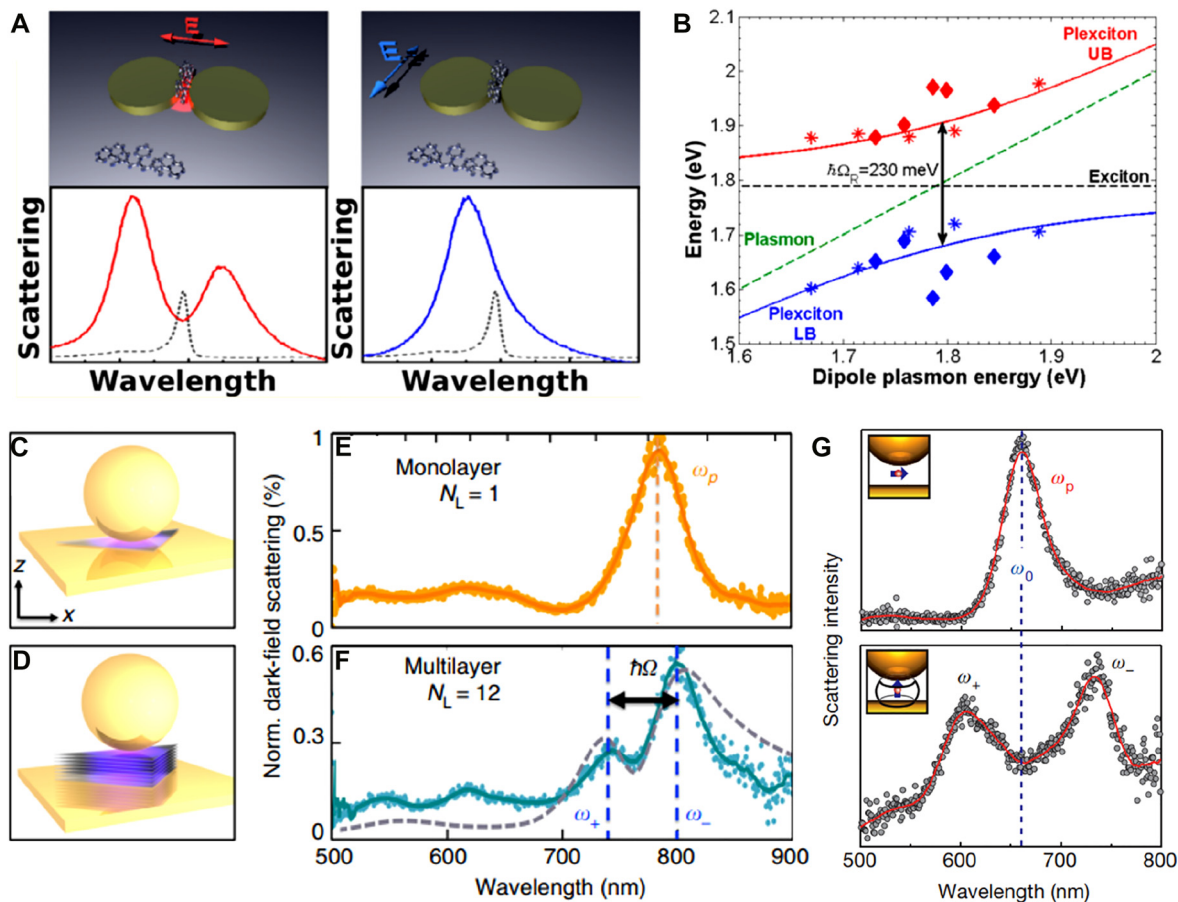 A
E
E
Scattering
Wavelength
Scattering
Wavelength
B
Plexciton
UB
ħΩR=230 meV
Exciton
Plasmon
Plexciton
LB
Energy (eV)
2.1
2
1.9
1.8
1.7
1.6
1.5
1.6 1.7 1.8 1.9 2
Dipole plasmon energy (eV)
C
z
x
D
E
Monolayer
NL = 1
ωp
1
0.5
0
Norm. dark-field scattering (%)
F
Multilayer
NL = 12
ħΩ
ω+
ω−
0.6
0.3
0
500 600 700 800 900
Wavelength (nm)
G
ωp
ω0
Scattering intensity
ω+
ω−
500 600 700 800
Wavelength (nm)